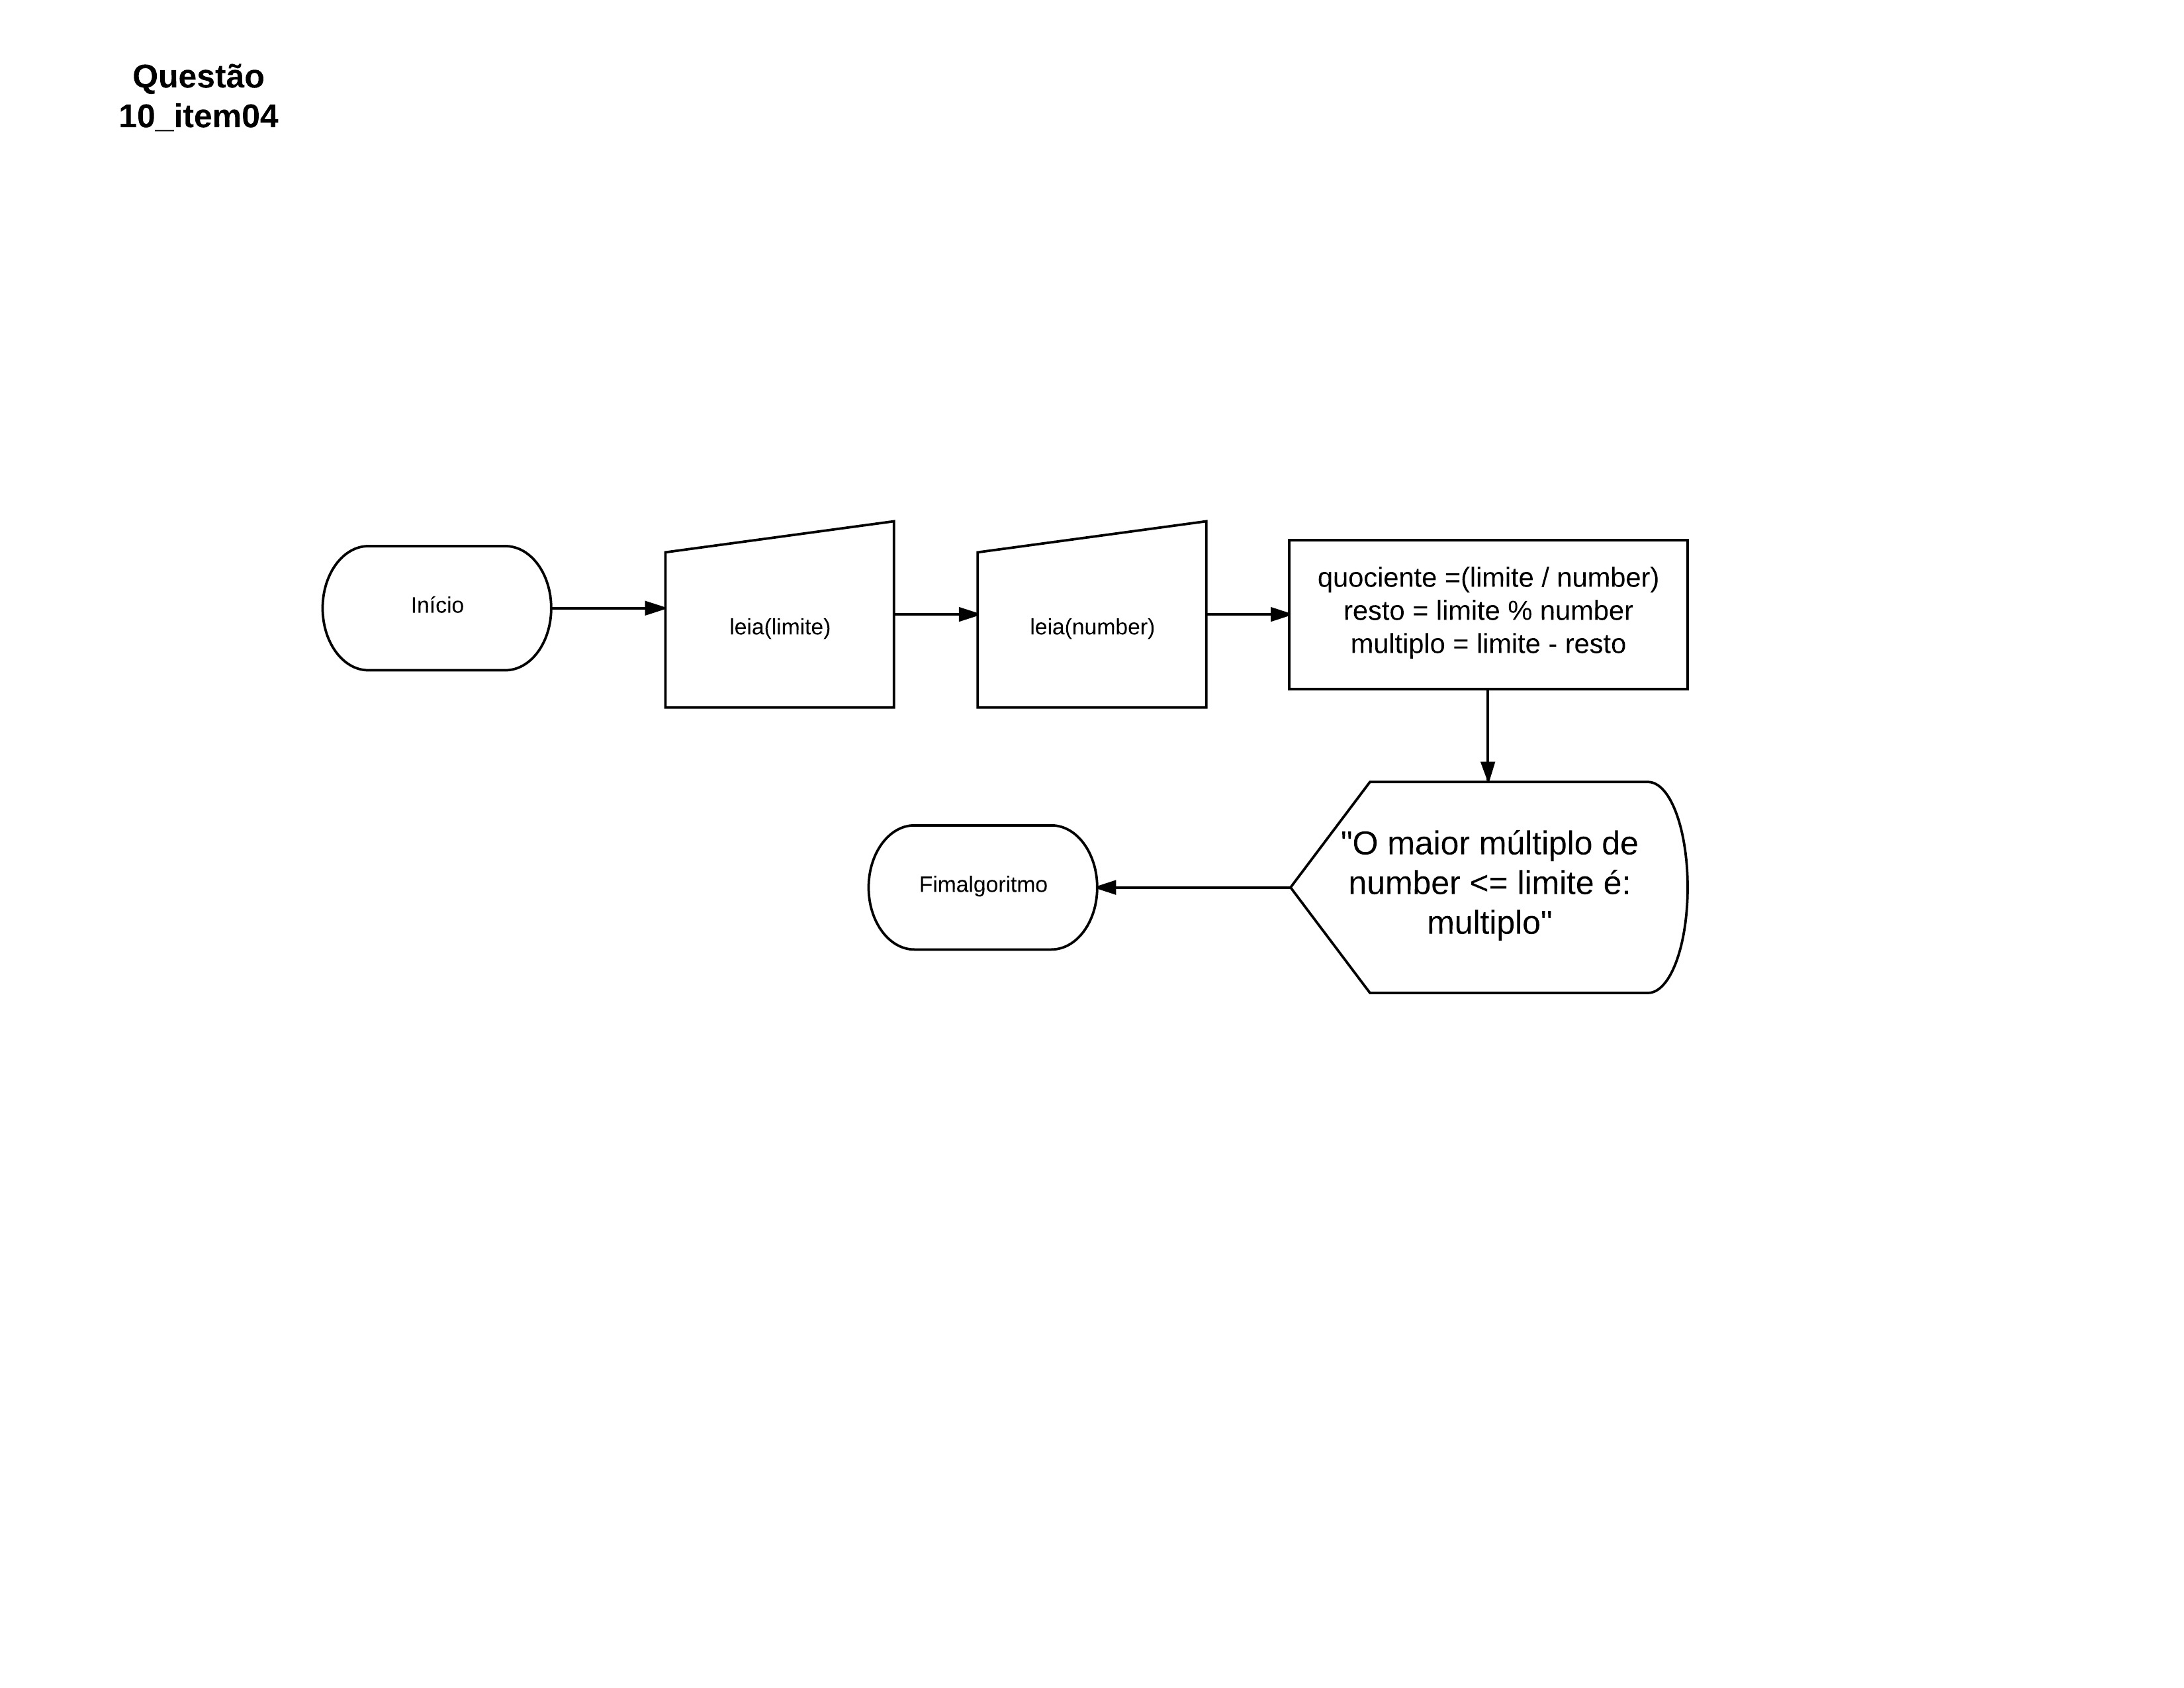 Questão
10_item04
Início
leia(limite)
leia(number)
quociente =(limite / number)
resto = limite % number
multiplo = limite - resto
"O maior múltiplo de
number <= limite é:
multiplo"
Fimalgoritmo